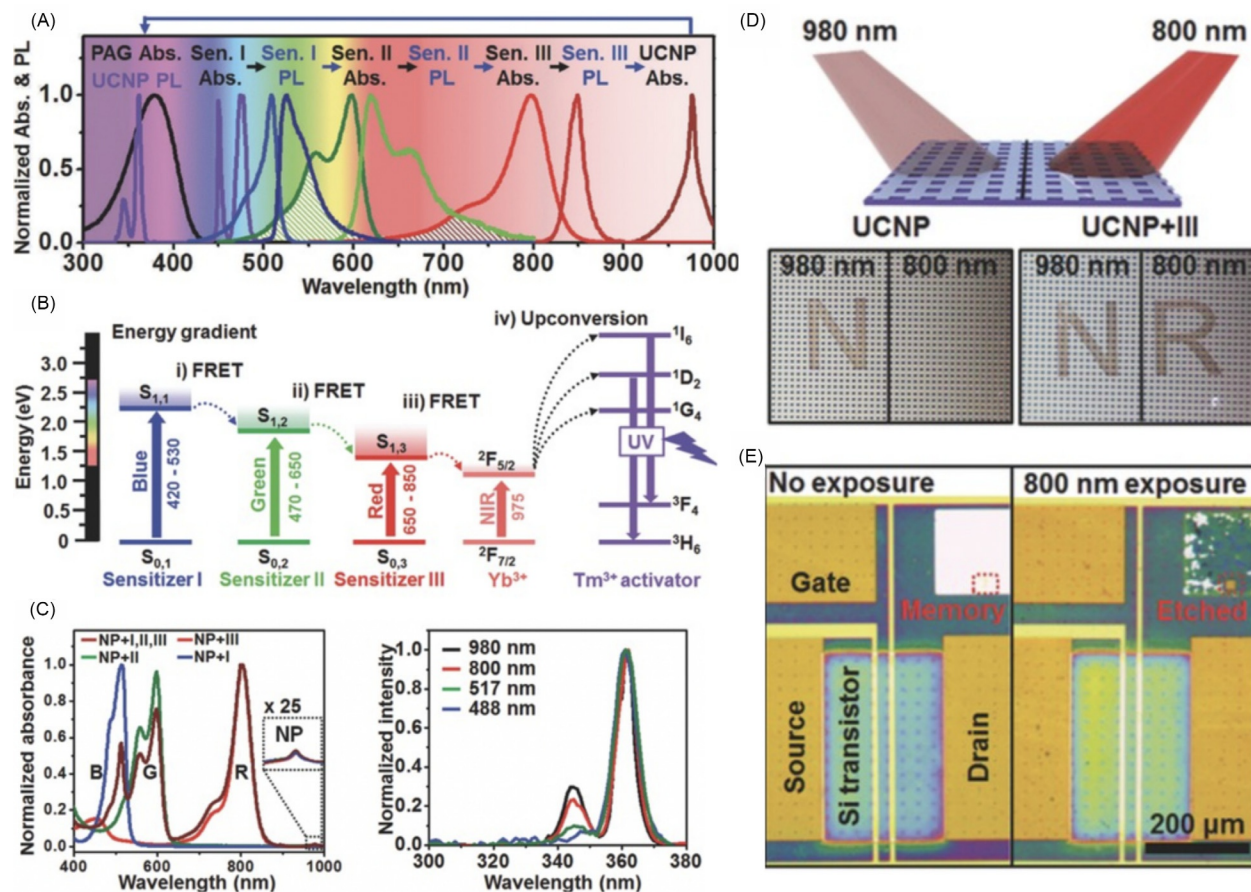 (A)
PAG Abs. Sen. I Sen. I Sen. II Sen. II Sen. III Sen. III UCNP
UCNP PL Abs. PL Abs. PL Abs. PL Abs.
Normalized Abs. & PL
1.0
0.5
0.0
300 400 500 600 700 800 900 1000
Wavelength (nm)
(B)
Energy gradient
iv) Upconversion
i) FRET
ii) FRET
iii) FRET
Energy (eV)
3.0
2.5
2.0
1.5
1.0
0.5
0
S1,1
S1,2
S1,3
²F5/2
¹I6
¹D2
¹G4
UV
³F4
³H6
Blue
420 - 530
Green
470 - 650
Red
650 - 850
NIR
975
S0,1 S0,2 S0,3 ²F7/2
Sensitizer I Sensitizer II Sensitizer III Yb³⁺ Tm³⁺ activator
(C)
Normalized absorbance
NP+I,II,III NP+III
NP+II NP+I
1.0
0.8
0.6
0.4
0.2
0.0
B G R
x 25
NP
400 600 800 1000
Wavelength (nm)
Normalized intensity
980 nm
800 nm
517 nm
488 nm
1.0
0.8
0.6
0.4
0.2
0.0
300 320 340 360 380
Wavelength (nm)
(D)
980 nm 800 nm
UCNP UCNP+III
980 nm 800 nm 980 nm 800 nm
N N R
(E)
No exposure 800 nm exposure
Gate
Memory Etched
Source
Si transistor
Drain
200 µm